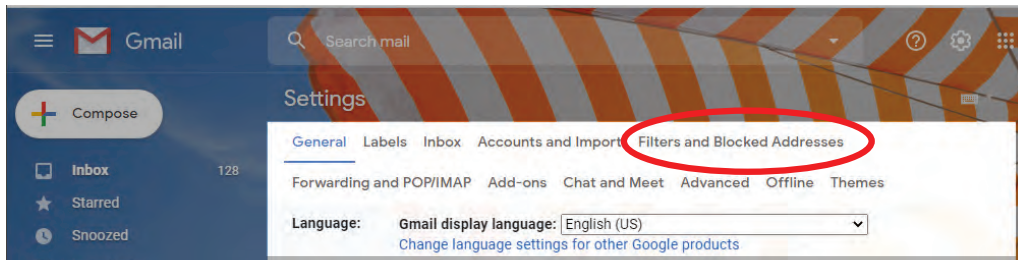 Gmail
Search mail
Settings
Compose
General Labels Inbox Accounts and Import Filters and Blocked Addresses
Inbox 128
Forwarding and POP/IMAP Add-ons Chat and Meet Advanced Offline Themes
Starred
Language: Gmail display language: English (US)
Snoozed
Change language settings for other Google products